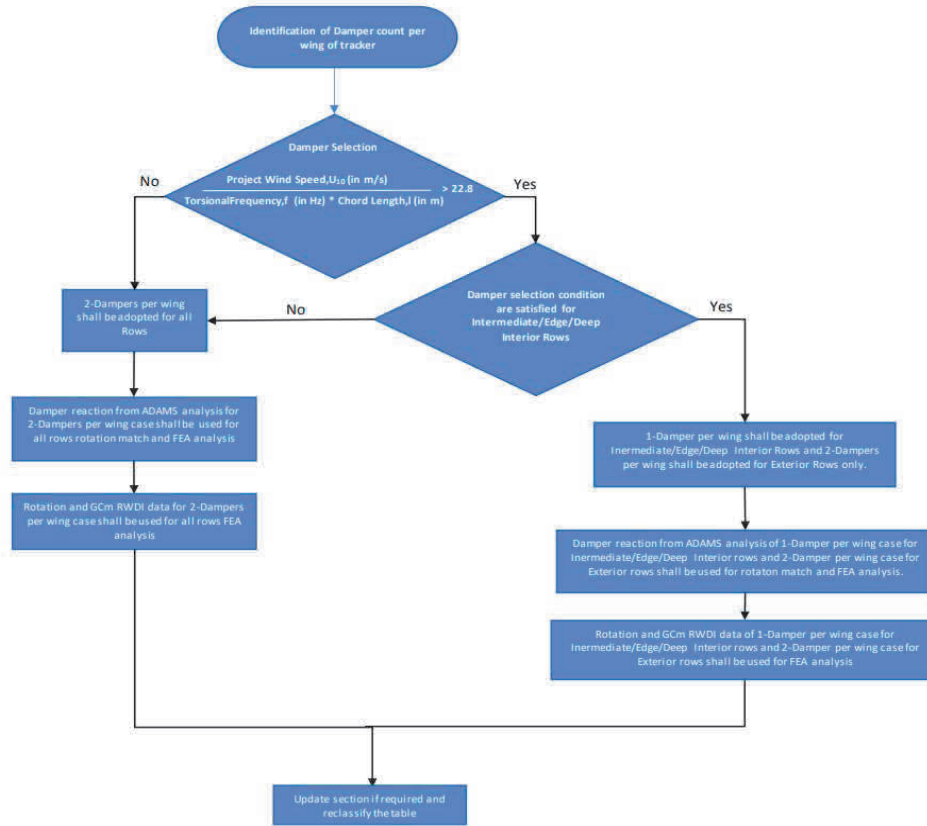 Identification of Damper count per
wing of tracker
Damper Selection
Project Wind Speed,U₁₀ (in m/s)
> 22.8
TorsionalFrequency,f (in Hz) * Chord Length,l (in m)
No
Yes
Damper selection condition
are satisfied for
Intermediate/Edge/Deep
Interior Rows
No
Yes
2-Dampers per wing
shall be adopted for all
Rows
Damper reaction from ADAMS analysis for
2-Dampers per wing case shall be used for
all rows rotation match and FEA analysis
Rotation and GCm RWDI data for 2-Dampers
per wing case shall be used for all rows FEA
analysis
1-Damper per wing shall be adopted for
Inermediate/Edge/Deep Interior Rows and 2-Dampers
per wing shall be adopted for Exterior Rows only.
Damper reaction from ADAMS analysis of 1-Damper per wing case for
Inermediate/Edge/Deep Interior rows and 2-Damper per wing case for
Exterior rows shall be used for rotaton match and FEA analysis.
Rotation and GCm RWDI data of 1-Damper per wing case for
Inermediate/Edge/Deep Interior rows and 2-Damper per wing case for
Exterior rows shall be used for FEA analysis
Update section if required and
reclassify the table